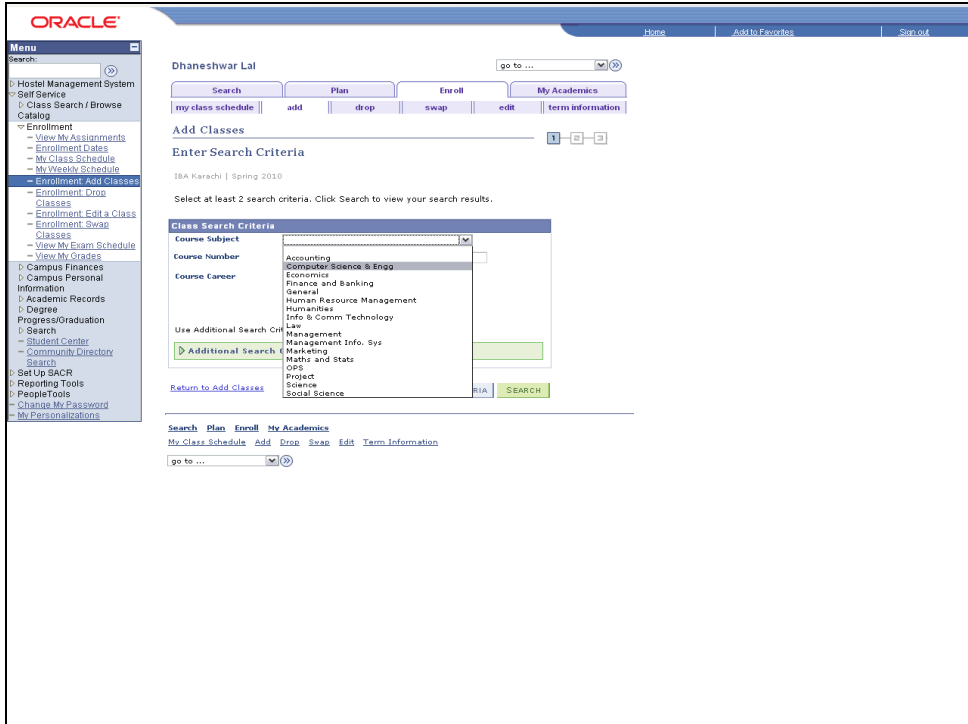 ORACLE'
Home Add to Favorites Sign out
Menu
Search:
Hostel Management System
Self Service
Class Search / Browse
Catalog
Enrollment
View My Assignments
Enrollment Dates
My Class Schedule
My Weekly Schedule
Enrollment: Add Classes
Enrollment: Drop
Classes
Enrollment: Edit a Class
Enrollment: Swap
Classes
View My Exam Schedule
View My Grades
Campus Finances
Campus Personal
Information
Academic Records
Degree
Progress/Graduation
Search
Student Center
Community Directory
Search
Set Up SACR
Reporting Tools
PeopleTools
Change My Password
My Personalizations
Dhaneshwar Lal
go to ...
Search Plan Enroll My Academics
my class schedule add drop swap edit term information
Add Classes
1 2 3
Enter Search Criteria
IBA Karachi | Spring 2010
Select at least 2 search criteria. Click Search to view your search results.
Class Search Criteria
Course Subject
Course Number
Course Career
Accounting
Computer Science & Engg
Economics
Finance and Banking
General
Human Resource Management
Humanities
Info & Comm Technology
Law
Management
Management Info. Sys
Marketing
Maths and Stats
OPS
Project
Science
Social Science
Use Additional Search Crit
Additional Search
Return to Add Classes
RIA SEARCH
Search Plan Enroll My Academics
My Class Schedule Add Drop Swap Edit Term Information
go to ...